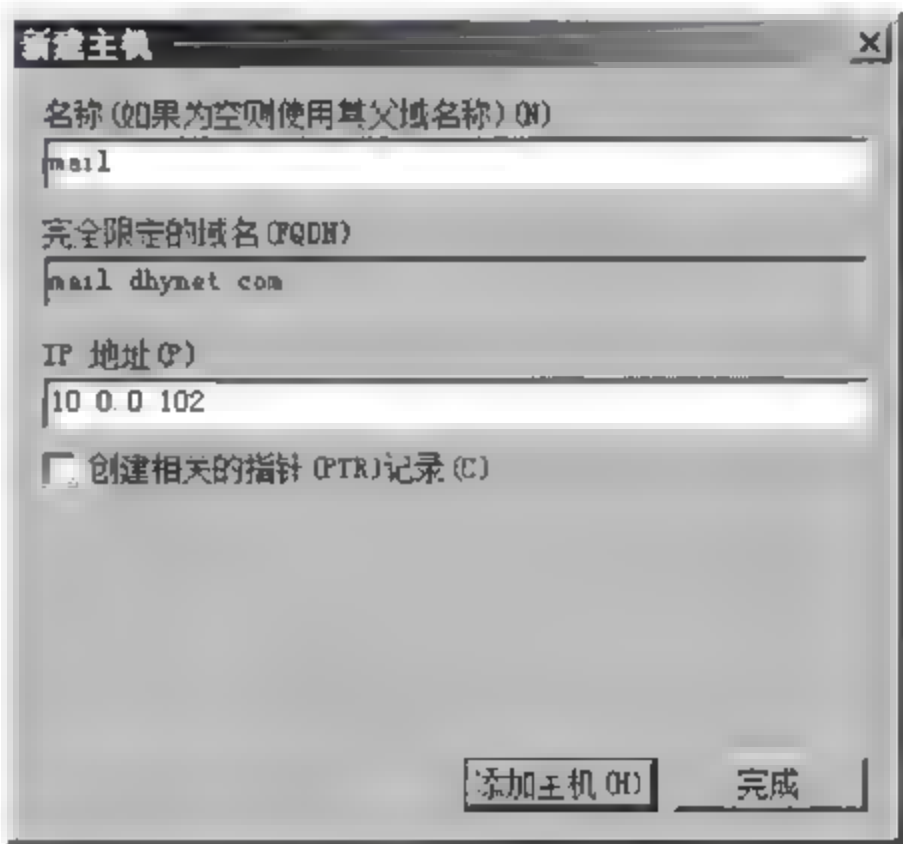 新建主机
名称(如果为空则使用其父域名称)(N)
mail
完全限定的域名(FQDN)
mail dhynet com
IP 地址(P)
10 0.0 102
创建相关的指针(PTR)记录(C)
添加主机(H) 完成